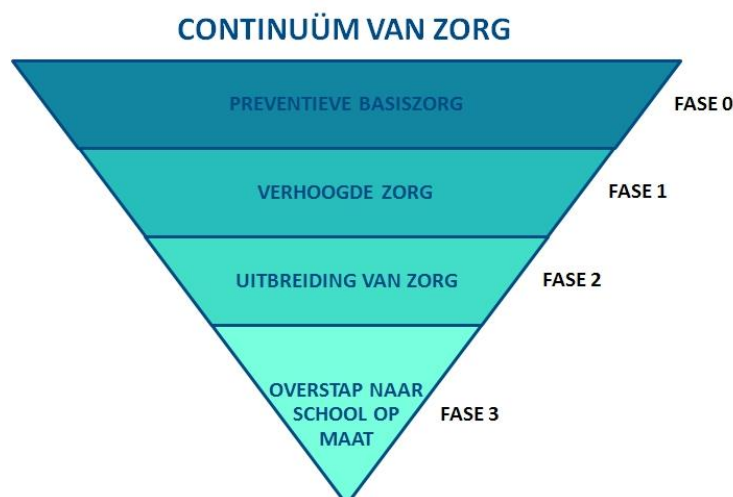 CONTINUÜM VAN ZORG
PREVENTIEVE BASISZORG
FASE 0
VERHOOGDE ZORG
FASE 1
UITBREIDING VAN ZORG
FASE 2
OVERSTAP NAAR
SCHOOL OP
MAAT
FASE 3